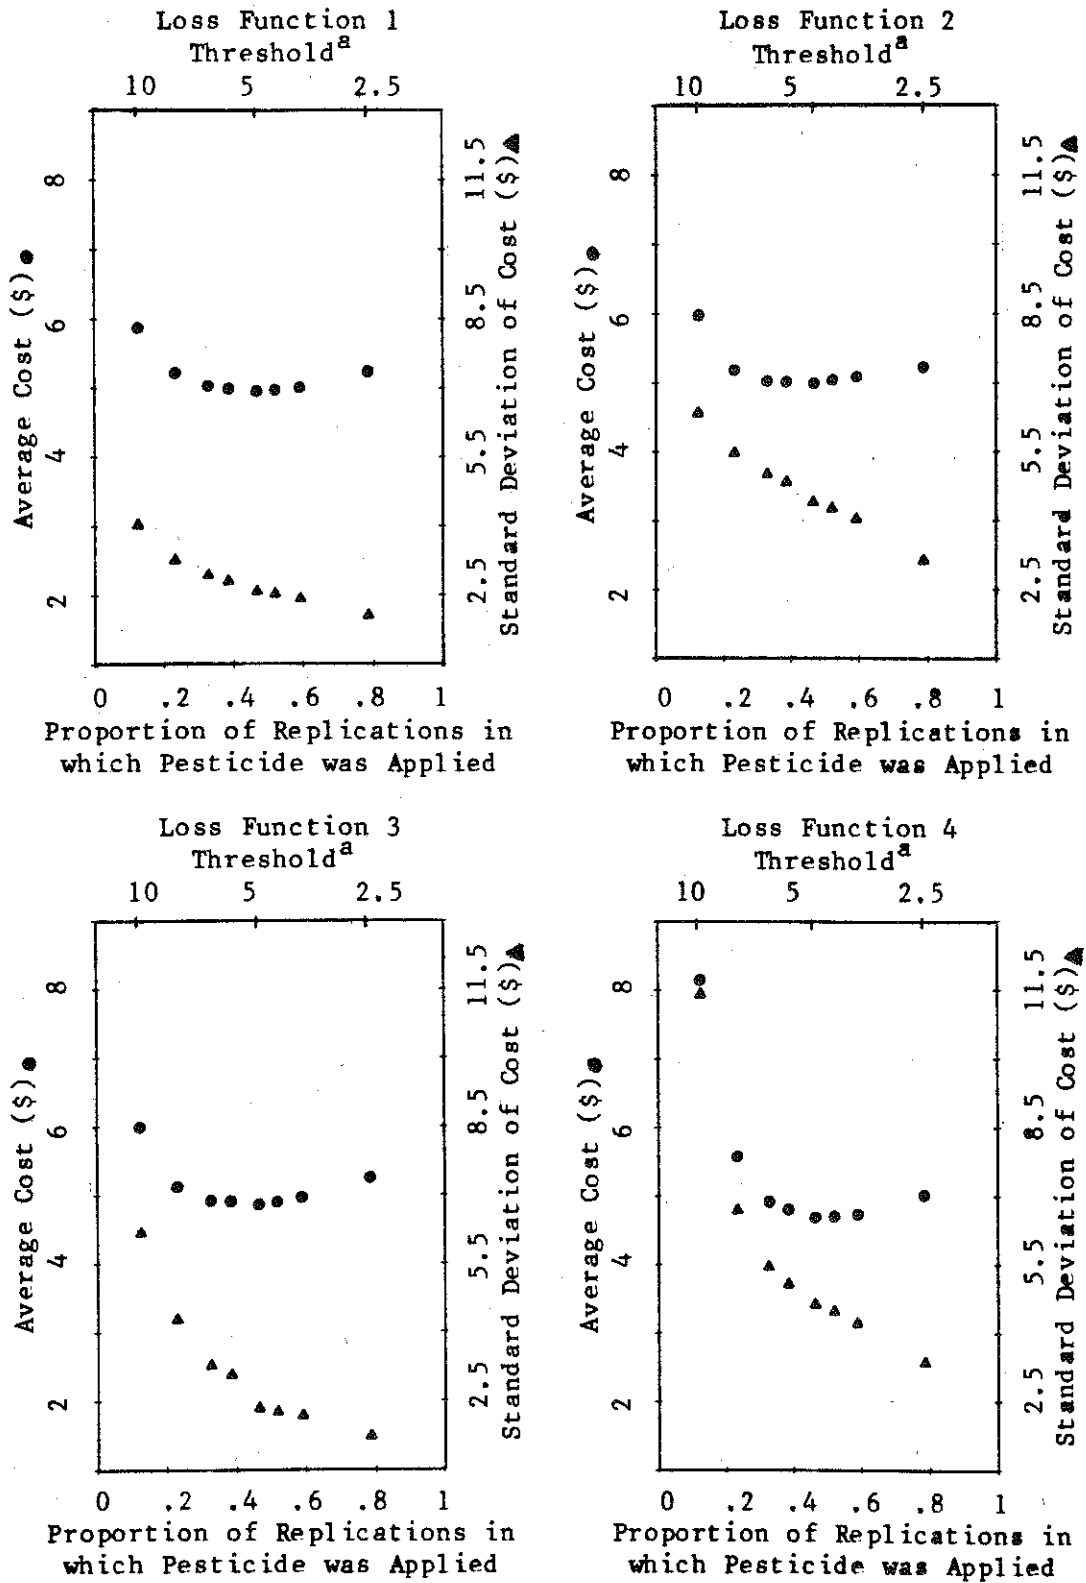 Loss Function 1
Threshold^a
10 5 2.5
Average Cost ($) ●
8
6
4
2
11.5
8.5
5.5
2.5
Standard Deviation of Cost ($) ▲
0 .2 .4 .6 .8 1
Proportion of Replications in
which Pesticide was Applied
Loss Function 2
Threshold^a
10 5 2.5
Average Cost ($) ●
8
6
4
2
11.5
8.5
5.5
2.5
Standard Deviation of Cost ($) ▲
0 .2 .4 .6 .8 1
Proportion of Replications in
which Pesticide was Applied
Loss Function 3
Threshold^a
10 5 2.5
Average Cost ($) ●
8
6
4
2
11.5
8.5
5.5
2.5
Standard Deviation of Cost ($) ▲
0 .2 .4 .6 .8 1
Proportion of Replications in
which Pesticide was Applied
Loss Function 4
Threshold^a
10 5 2.5
Average Cost ($) ●
8
6
4
2
11.5
8.5
5.5
2.5
Standard Deviation of Cost ($) ▲
0 .2 .4 .6 .8 1
Proportion of Replications in
which Pesticide was Applied